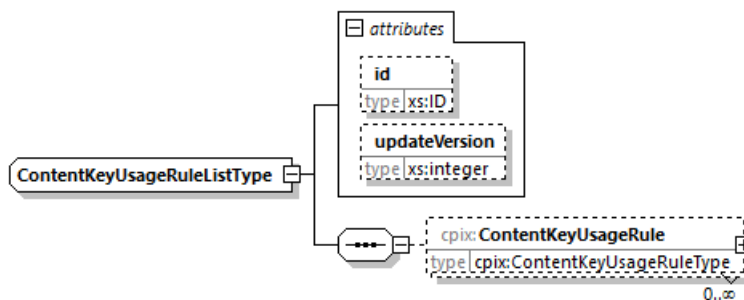 attributes
id
type xs:ID
updateVersion
type xs:integer
ContentKeyUsageRuleListType
cpix:ContentKeyUsageRule
type cpix:ContentKeyUsageRuleType
0..∞